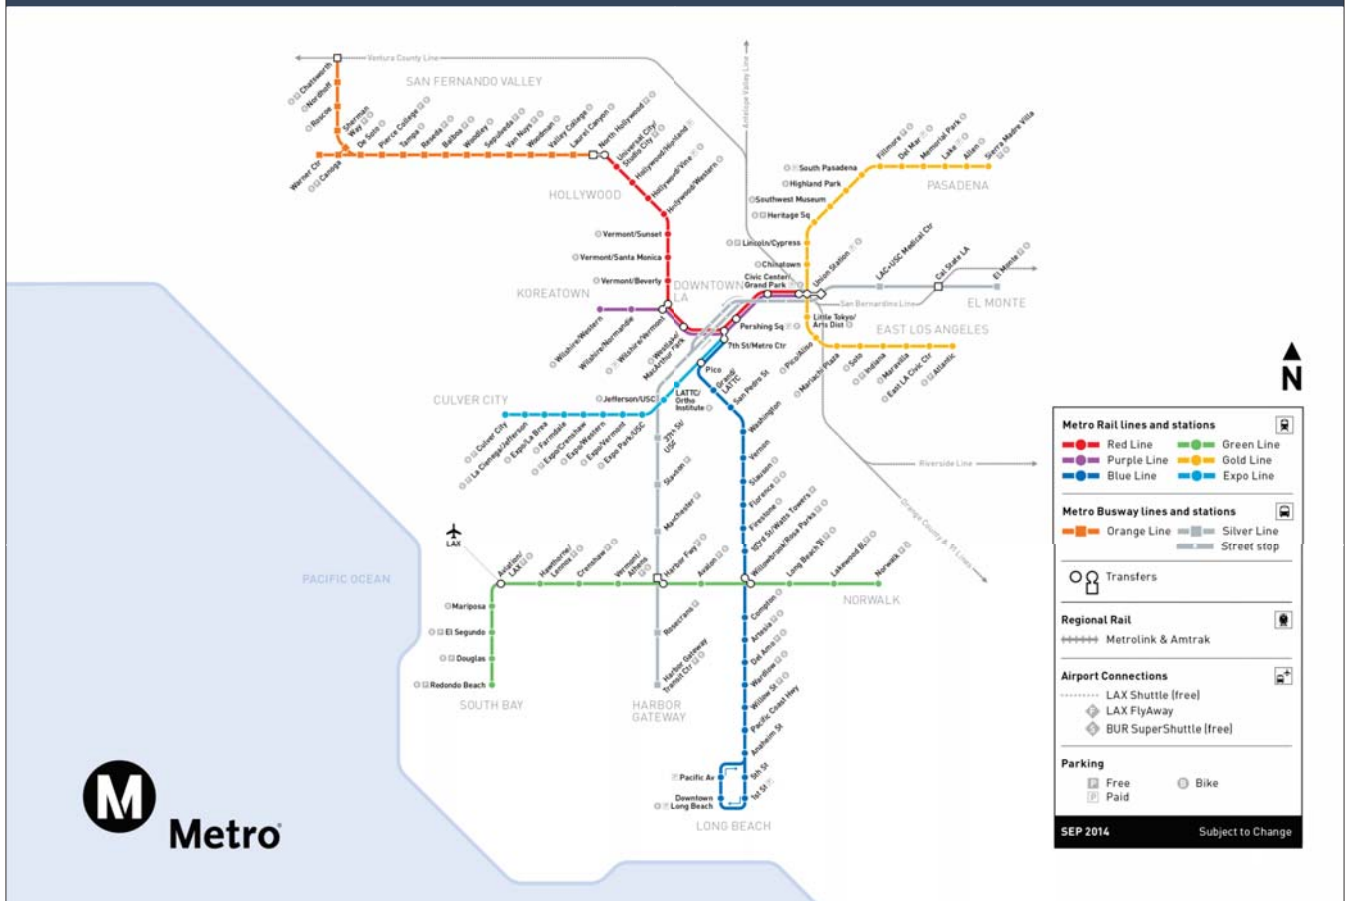 Ventura County Line
SAN FERNANDO VALLEY
Antelope Valley Line
Chatsworth
Nordhoff
Roscoe
Sherman
Way
Warner Ctr
Canoga
De Soto
Pierce College
Tampa
Reseda
Balboa
Woodley
Sepulveda
Van Nuys
Woodman
Valley College
Laurel Canyon
North Hollywood
Universal City/
Studio City
Hollywood/Highland
Hollywood/Vine
Hollywood/Western
HOLLYWOOD
Vermont/Sunset
Vermont/Santa Monica
Vermont/Beverly
KOREATOWN
Wilshire/Western
Wilshire/Normandie
Wilshire/Vermont
Westlake/
MacArthur Park
DOWNTOWN
LA
Civic Center/
Grand Park
Pershing Sq
7th St/Metro Ctr
Union Station
Fillmore
Del Mar
Memorial Park
Lake
Allen
Sierra Madre Villa
South Pasadena
Highland Park
Southwest Museum
Heritage Sq
Lincoln/Cypress
Chinatown
PASADENA
LAC+USC Medical Ctr
Cal State LA
El Monte
San Bernardino Line
EL MONTE
Little Tokyo/
Arts Dist
EAST LOS ANGELES
Pico/Aliso
Mariachi Plaza
Soto
Indiana
Maravilla
East LA Civic Ctr
Atlantic
CULVER CITY
Culver City
La Cienega/Jefferson
Expo/La Brea
Farmdale
Expo/Crenshaw
Expo/Western
Expo/Vermont
Expo Park/USC
Jefferson/USC
LATTC/
Ortho
Institute
Pico
Grand/
LATTC
San Pedro St
Washington
Vernon
Slauson
Florence
Firestone
103rd St/Watts Towers
Willowbrook/Rosa Parks
37th St/
USC
Slauson
Manchester
Harbor Fwy
Rosecrans
Harbor Gateway
Transit Ctr
HARBOR
GATEWAY
Riverside Line
Orange County & 91 Lines
LAX
Aviation/
LAX
Hawthorne/
Lennox
Crenshaw
Vermont/
Athens
Avalon
Long Beach Bl
Lakewood Bl
Norwalk
NORWALK
Mariposa
El Segundo
Douglas
Redondo Beach
SOUTH BAY
PACIFIC OCEAN
Compton
Artesia
Del Amo
Wardlow
Willow St
Pacific Coast Hwy
Anaheim St
5th St
1st St
Pacific Av
Downtown
Long Beach
LONG BEACH
M
Metro
N
Metro Rail lines and stations
Red Line
Green Line
Purple Line
Gold Line
Blue Line
Expo Line
Metro Busway lines and stations
Orange Line
Silver Line
Street stop
Transfers
Regional Rail
Metrolink & Amtrak
Airport Connections
LAX Shuttle (free)
LAX FlyAway
BUR SuperShuttle (free)
Parking
P Free
B Bike
P Paid
SEP 2014
Subject to Change